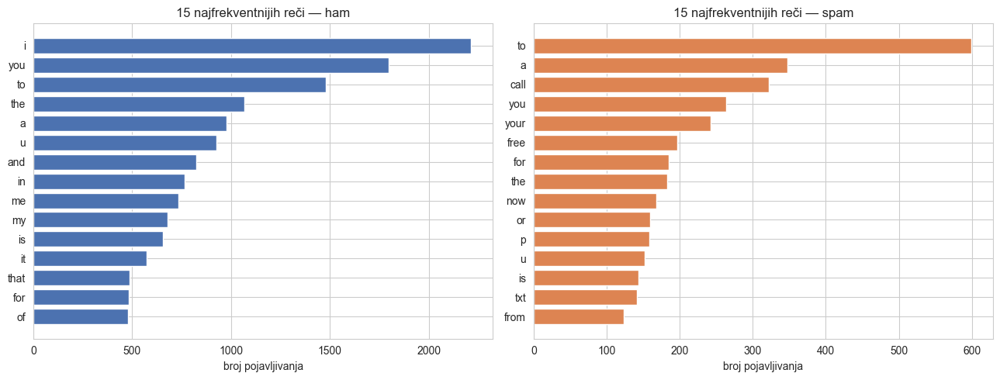 15 najfrekventnijih reči — ham
i
you
to
the
a
u
and
in
me
my
is
it
that
for
of
0 500 1000 1500 2000
broj pojavljivanja
15 najfrekventnijih reči — spam
to
a
call
you
your
free
for
the
now
or
p
u
is
txt
from
0 100 200 300 400 500 600
broj pojavljivanja